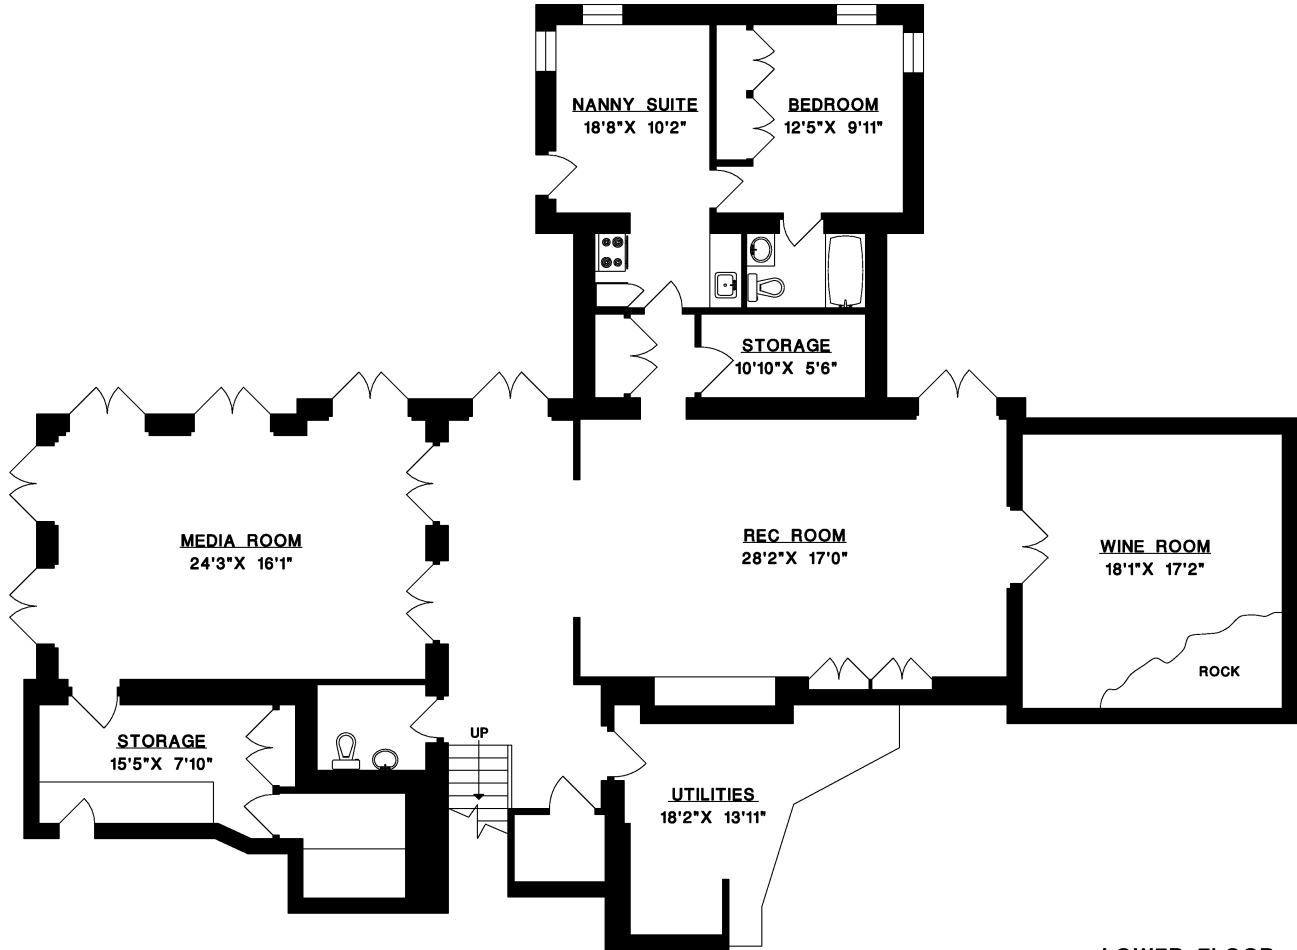 NANNY SUITE
18'8"X 10'2"
BEDROOM
12'5"X 9'11"
STORAGE
10'10"X 5'6"
MEDIA ROOM
24'3"X 16'1"
REC ROOM
28'2"X 17'0"
WINE ROOM
18'1"X 17'2"
ROCK
STORAGE
15'5"X 7'10"
UP
UTILITIES
18'2"X 13'11"
LOWER FLOOR